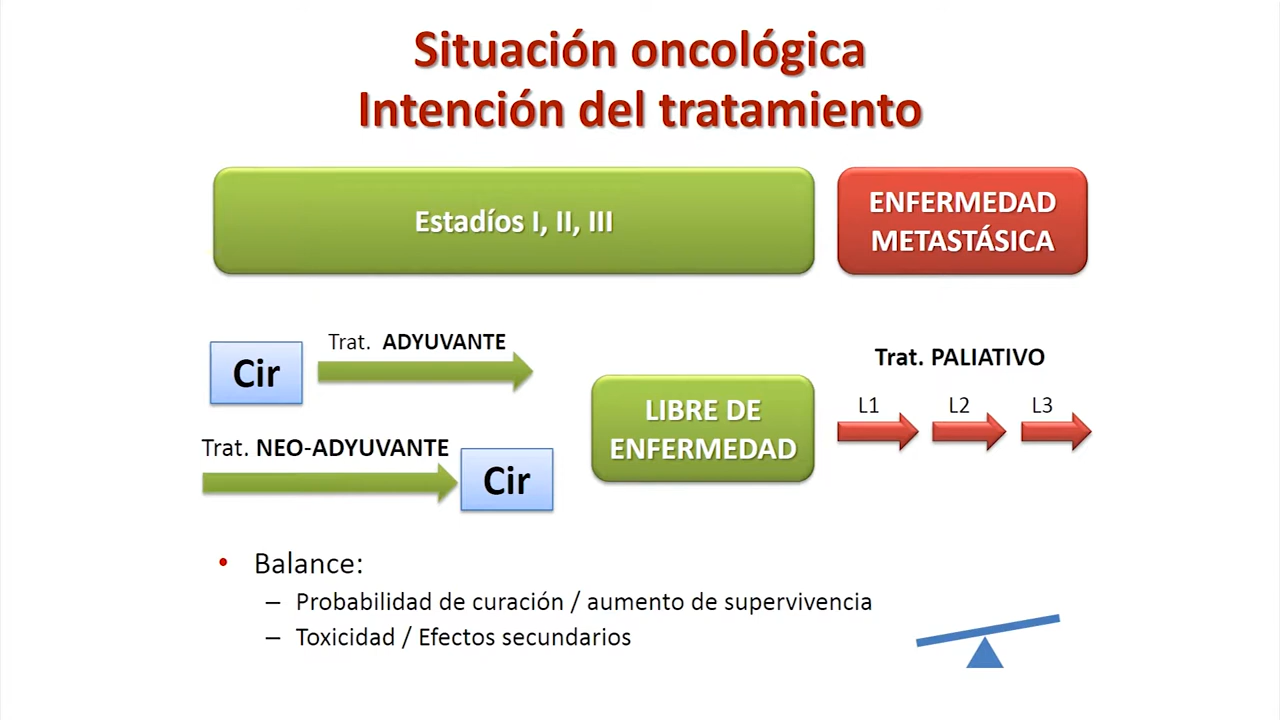 Situación oncológica
Intención del tratamiento
Estadíos I, II, III
ENFERMEDAD
METASTÁSICA
Cir
Trat. ADYUVANTE
Trat. NEO-ADYUVANTE
Cir
LIBRE DE
ENFERMEDAD
Trat. PALIATIVO
L1 L2 L3
• Balance:
– Probabilidad de curación / aumento de supervivencia
– Toxicidad / Efectos secundarios